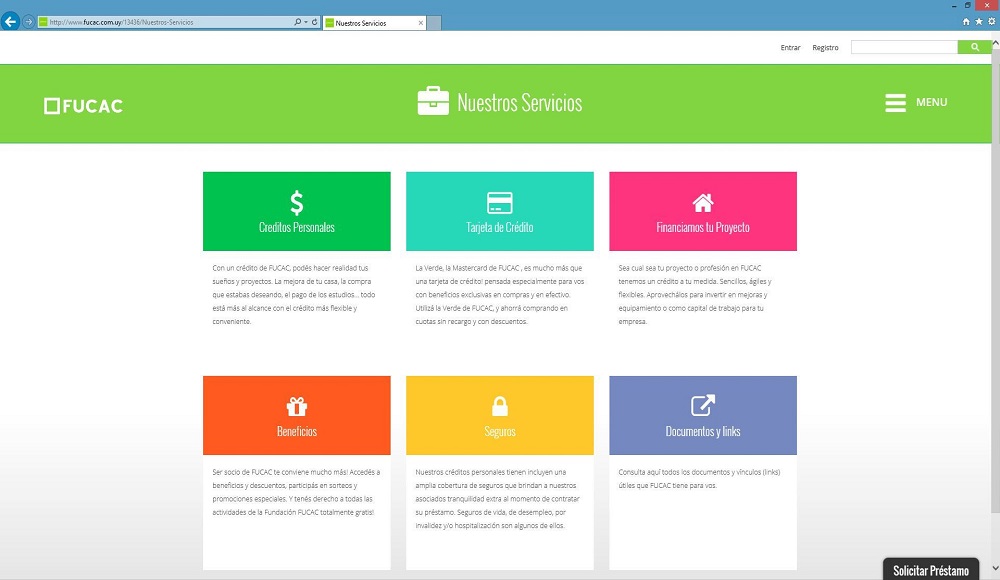 http://www.fucac.com.uy/13436/Nuestros-Servicios
Nuestros Servicios
Entrar Registro
FUCAC
Nuestros Servicios
MENU
Creditos Personales
Con un crédito de FUCAC, podés hacer realidad tus
sueños y proyectos. La mejora de tu casa, la compra
que estabas deseando, el pago de los estudios... todo
está más al alcance con el crédito más flexible y
conveniente.
Tarjeta de Crédito
La Verde, la Mastercard de FUCAC , es mucho más que
una tarjeta de crédito! pensada especialmente para vos
con beneficios exclusivas en compras y en efectivo.
Utilizá la Verde de FUCAC, y ahorrá comprando en
cuotas sin recargo y con descuentos.
Financiamos tu Proyecto
Sea cual sea tu proyecto o profesión en FUCAC
tenemos un crédito a tu medida. Sencillos, ágiles y
flexibles. Aprovechálos para invertir en mejoras y
equipamiento o como capital de trabajo para tu
empresa.
Beneficios
Ser socio de FUCAC te conviene mucho más! Accedés a
beneficios y descuentos, participás en sorteos y
promociones especiales. Y tenés derecho a todas las
actividades de la Fundación FUCAC totalmente gratis!
Seguros
Nuestros créditos personales tienen incluyen una
amplia cobertura de seguros que brindan a nuestros
asociados tranquilidad extra al momento de contratar
su préstamo. Seguros de vida, de desempleo, por
invalidez y/o hospitalización son algunos de ellos.
Documentos y links
Consulta aquí todos los documentos y vínculos (links)
útiles que FUCAC tiene para vos.
Solicitar Préstamo